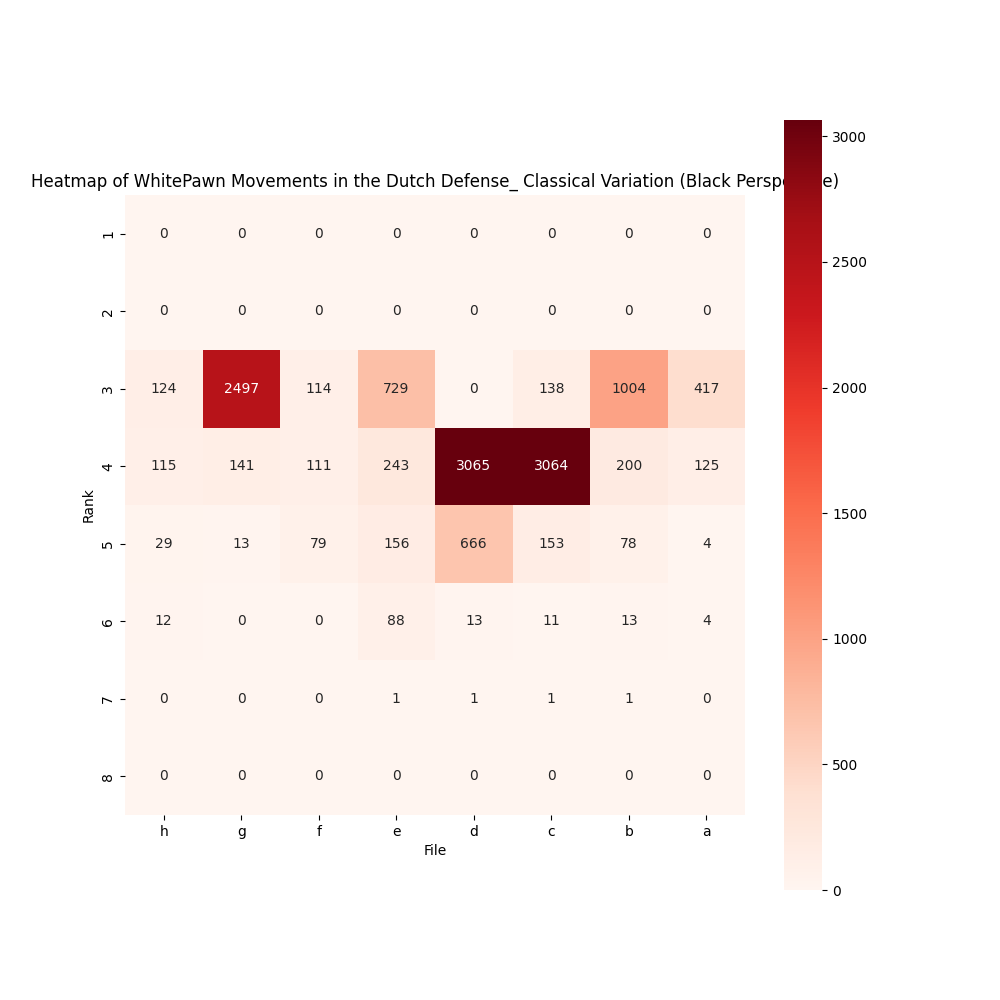 Heatmap of WhitePawn Movements in the Dutch Defense_ Classical Variation (Black Perspe e)
1 0 0 0 0 0 0 0 0
2 0 0 0 0 0 0 0 0
3 124 2497 114 729 0 138 1004 417
4 115 141 111 243 3065 3064 200 125
5 29 13 79 156 666 153 78 4
6 12 0 0 88 13 11 13 4
7 0 0 0 1 1 1 1 0
8 0 0 0 0 0 0 0 0
h g f e d c b a
File
Rank
3000
2500
2000
1500
1000
500
0